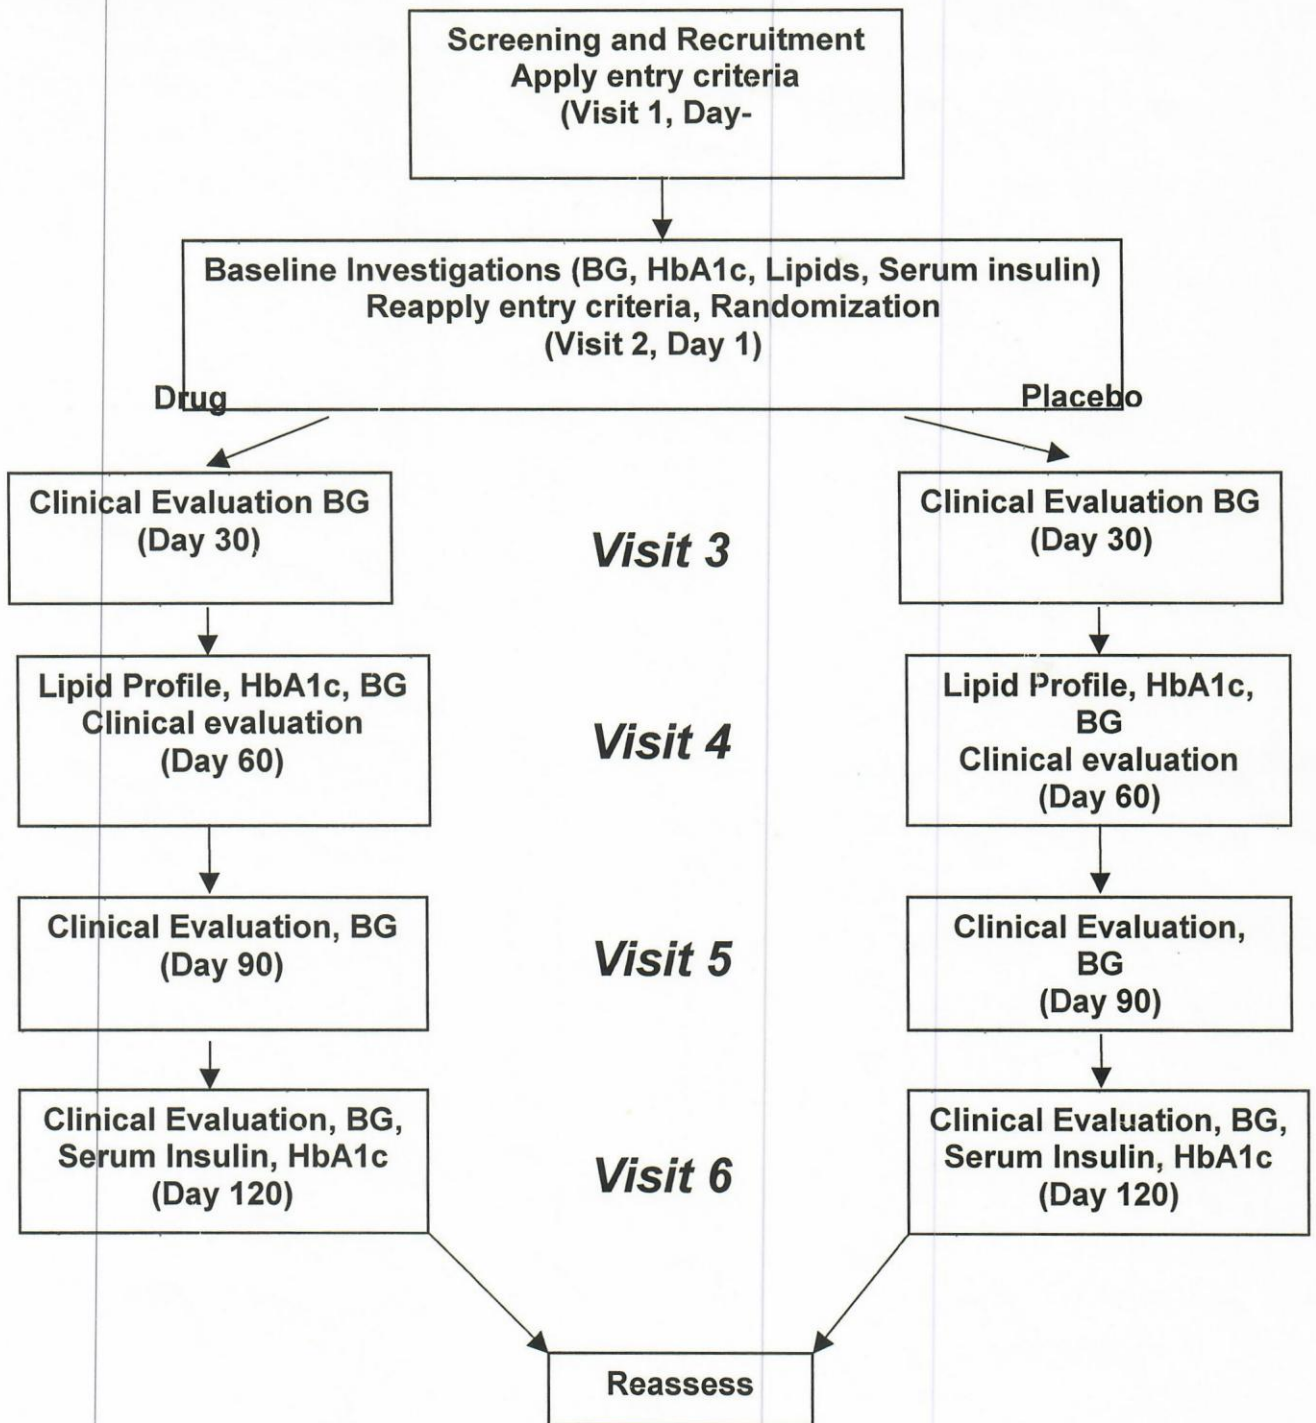 Screening and Recruitment
Apply entry criteria
(Visit 1, Day-
Baseline Investigations (BG, HbA1c, Lipids, Serum insulin)
Reapply entry criteria, Randomization
(Visit 2, Day 1)
Drug
Placebo
Clinical Evaluation BG
(Day 30)
Visit 3
Clinical Evaluation BG
(Day 30)
Lipid Profile, HbA1c, BG
Clinical evaluation
(Day 60)
Visit 4
Lipid Profile, HbA1c,
BG
Clinical evaluation
(Day 60)
Clinical Evaluation, BG
(Day 90)
Visit 5
Clinical Evaluation,
BG
(Day 90)
Clinical Evaluation, BG,
Serum Insulin, HbA1c
(Day 120)
Visit 6
Clinical Evaluation, BG,
Serum Insulin, HbA1c
(Day 120)
Reassess